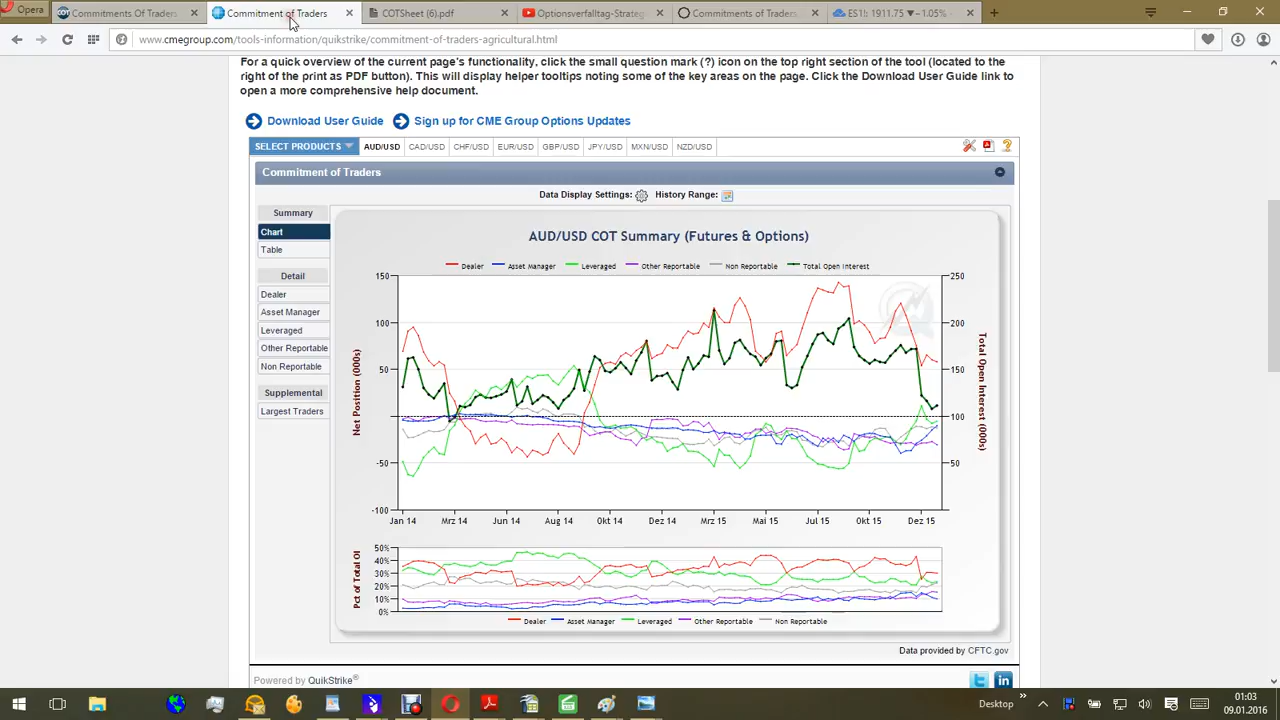 Opera
Commitments Of Traders
Commitment of Traders
COTSheet (6).pdf
Optionsverfalltag-Strateg
Commitments of Traders
ES1b 1911.75 ▼−1.05%
www.cmegroup.com/tools-information/quikstrike/commitment-of-traders-agricultural.html
For a quick overview of the current page's functionality, click the small question mark (?) icon on the top right section of the tool (located to the
right of the print as PDF button). This will display helper tooltips noting some of the key areas on the page. Click the Download User Guide link to
open a more comprehensive help document.
Download User Guide Sign up for CME Group Options Updates
SELECT PRODUCTS AUD/USD CAD/USD CHF/USD EUR/USD GBP/USD JPY/USD MXN/USD NZD/USD
Commitment of Traders
Data Display Settings: History Range:
Summary
Chart
Table
Detail
Dealer
Asset Manager
Leveraged
Other Reportable
Non Reportable
Supplemental
Largest Traders
AUD/USD COT Summary (Futures & Options)
Dealer Asset Manager Leveraged Other Reportable Non Reportable Total Open Interest
150 250
100 200
50 150
0 100
-50 50
-100
Net Position (000s)
Total Open Interest (000s)
Jan 14 Mrz 14 Jun 14 Aug 14 Okt 14 Dez 14 Mrz 15 Mai 15 Jul 15 Okt 15 Dez 15
50%
40%
30%
20%
10%
0%
Pct of Total OI
Dealer Asset Manager Leveraged Other Reportable Non Reportable
Data provided by CFTC.gov
Powered by QuikStrike®
Desktop
01:03
09.01.2016